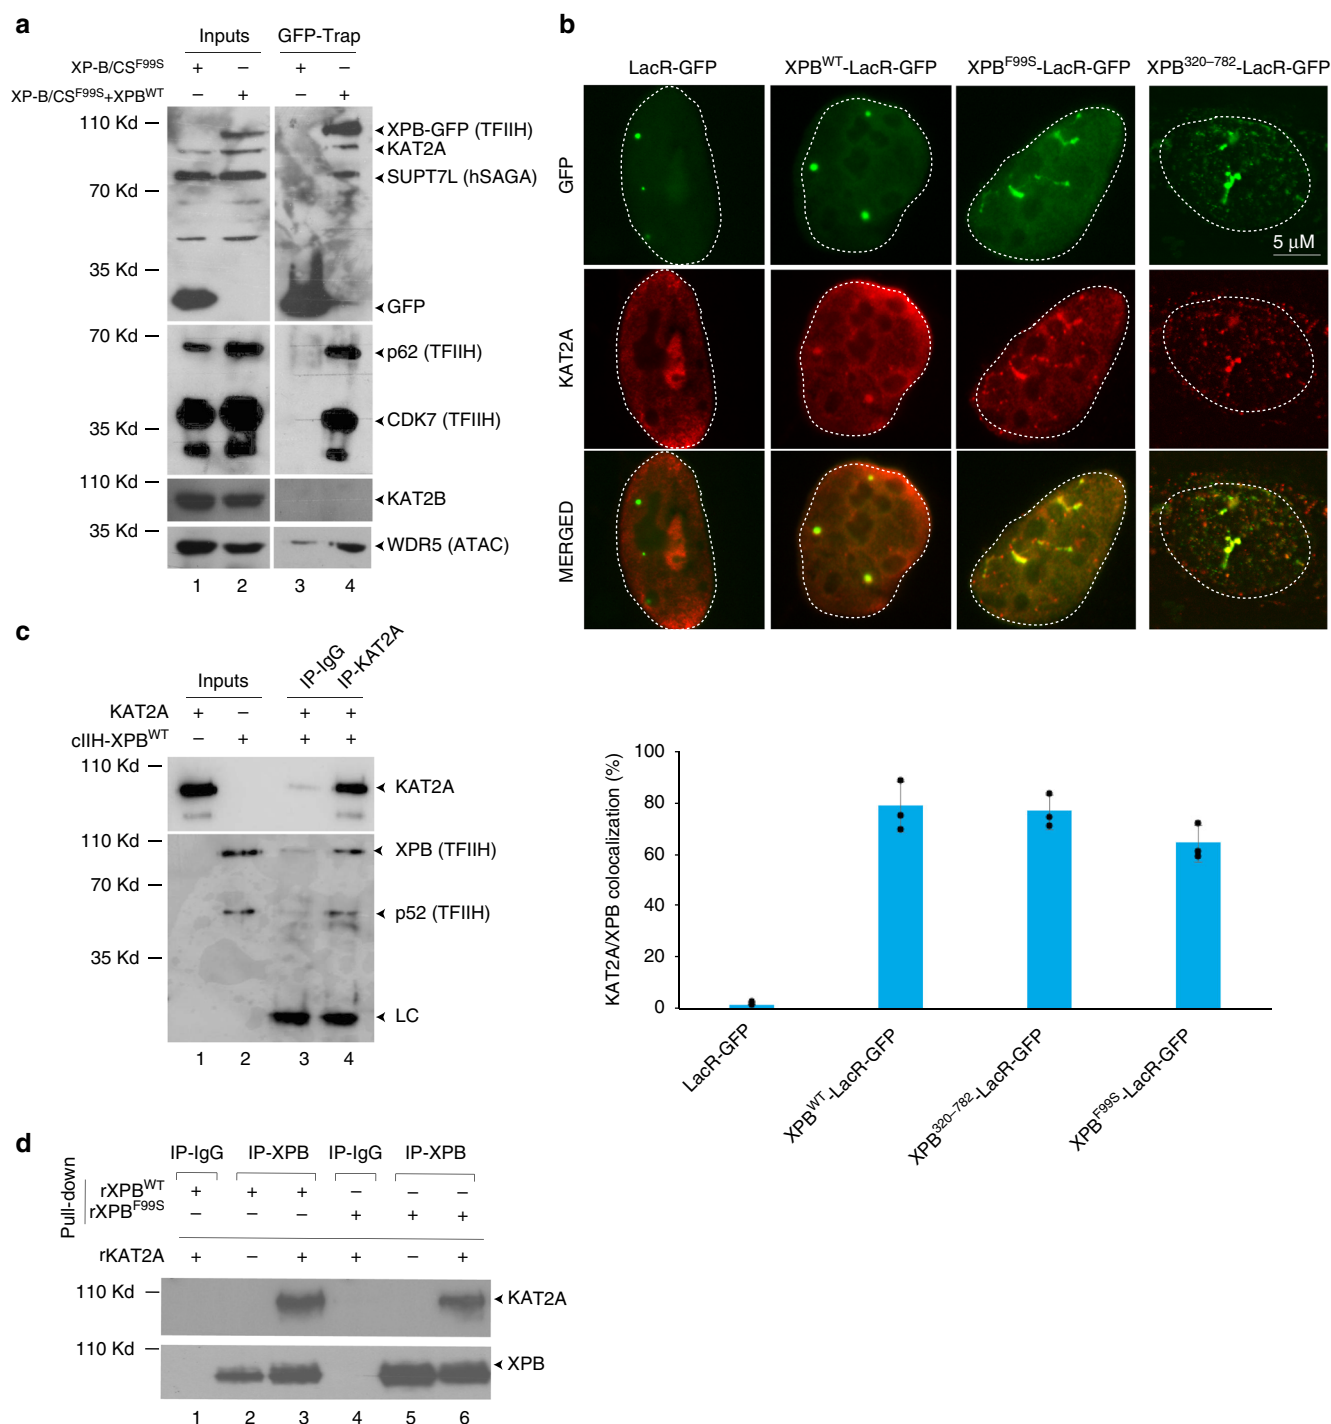 a
Inputs GFP-Trap
XP-B/CS^F99S + – + –
XP-B/CS^F99S+XPB^WT – + – +
110 Kd
XPB-GFP (TFIIH)
KAT2A
SUPT7L (hSAGA)
70 Kd
35 Kd
GFP
70 Kd
p62 (TFIIH)
CDK7 (TFIIH)
35 Kd
110 Kd
KAT2B
35 Kd
WDR5 (ATAC)
1 2 3 4
b
LacR-GFP XPB^WT-LacR-GFP XPB^F99S-LacR-GFP XPB^320–782-LacR-GFP
GFP
5 µM
KAT2A
MERGED
KAT2A/XPB colocalization (%)
100
80
60
40
20
0
LacR-GFP
XPB^WT-LacR-GFP
XPB^320–782-LacR-GFP
XPB^F99S-LacR-GFP
c
Inputs IP-IgG IP-KAT2A
KAT2A + – + +
cIIH-XPB^WT – + + +
110 Kd
KAT2A
110 Kd
XPB (TFIIH)
70 Kd
p52 (TFIIH)
35 Kd
LC
1 2 3 4
d
Pull-down
IP-IgG IP-XPB IP-IgG IP-XPB
rXPB^WT + + + – – –
rXPB^F99S – – – + + +
rKAT2A + – + + – +
110 Kd
KAT2A
110 Kd
XPB
1 2 3 4 5 6